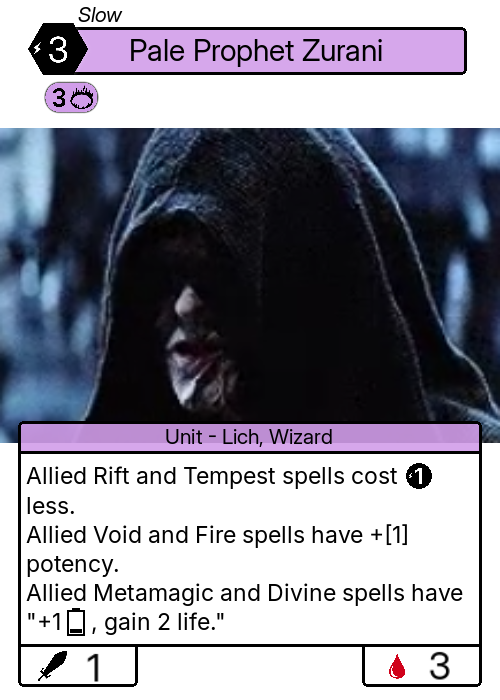 Slow
3 Pale Prophet Zurani
3
Unit - Lich, Wizard
Allied Rift and Tempest spells cost 1
less.
Allied Void and Fire spells have +[1]
potency.
Allied Metamagic and Divine spells have
"+1 , gain 2 life."
1 3